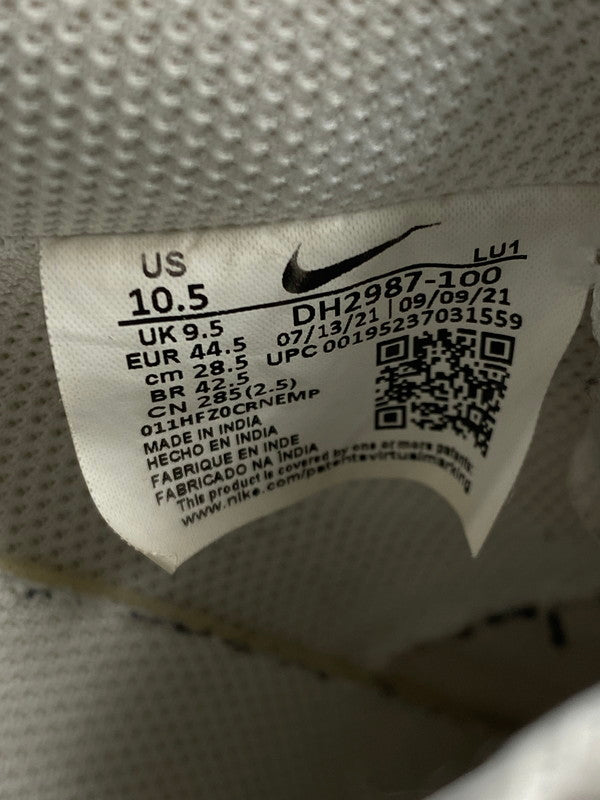 US
10.5
LU1
DH2987-100
07/13/21 | 09/09/21
UPC 00195237031559
UK 9.5
EUR 44.5
cm 28.5
BR 42.5
CN 285(2.5)
011HFZ0CRNEMP
MADE IN INDIA
HECHO EN INDIA
FABRIQUE EN INDE
FABRICADO NA ÍNDIA
This product is covered by one or more patents:
www.nike.com/patentsvirtualmarking